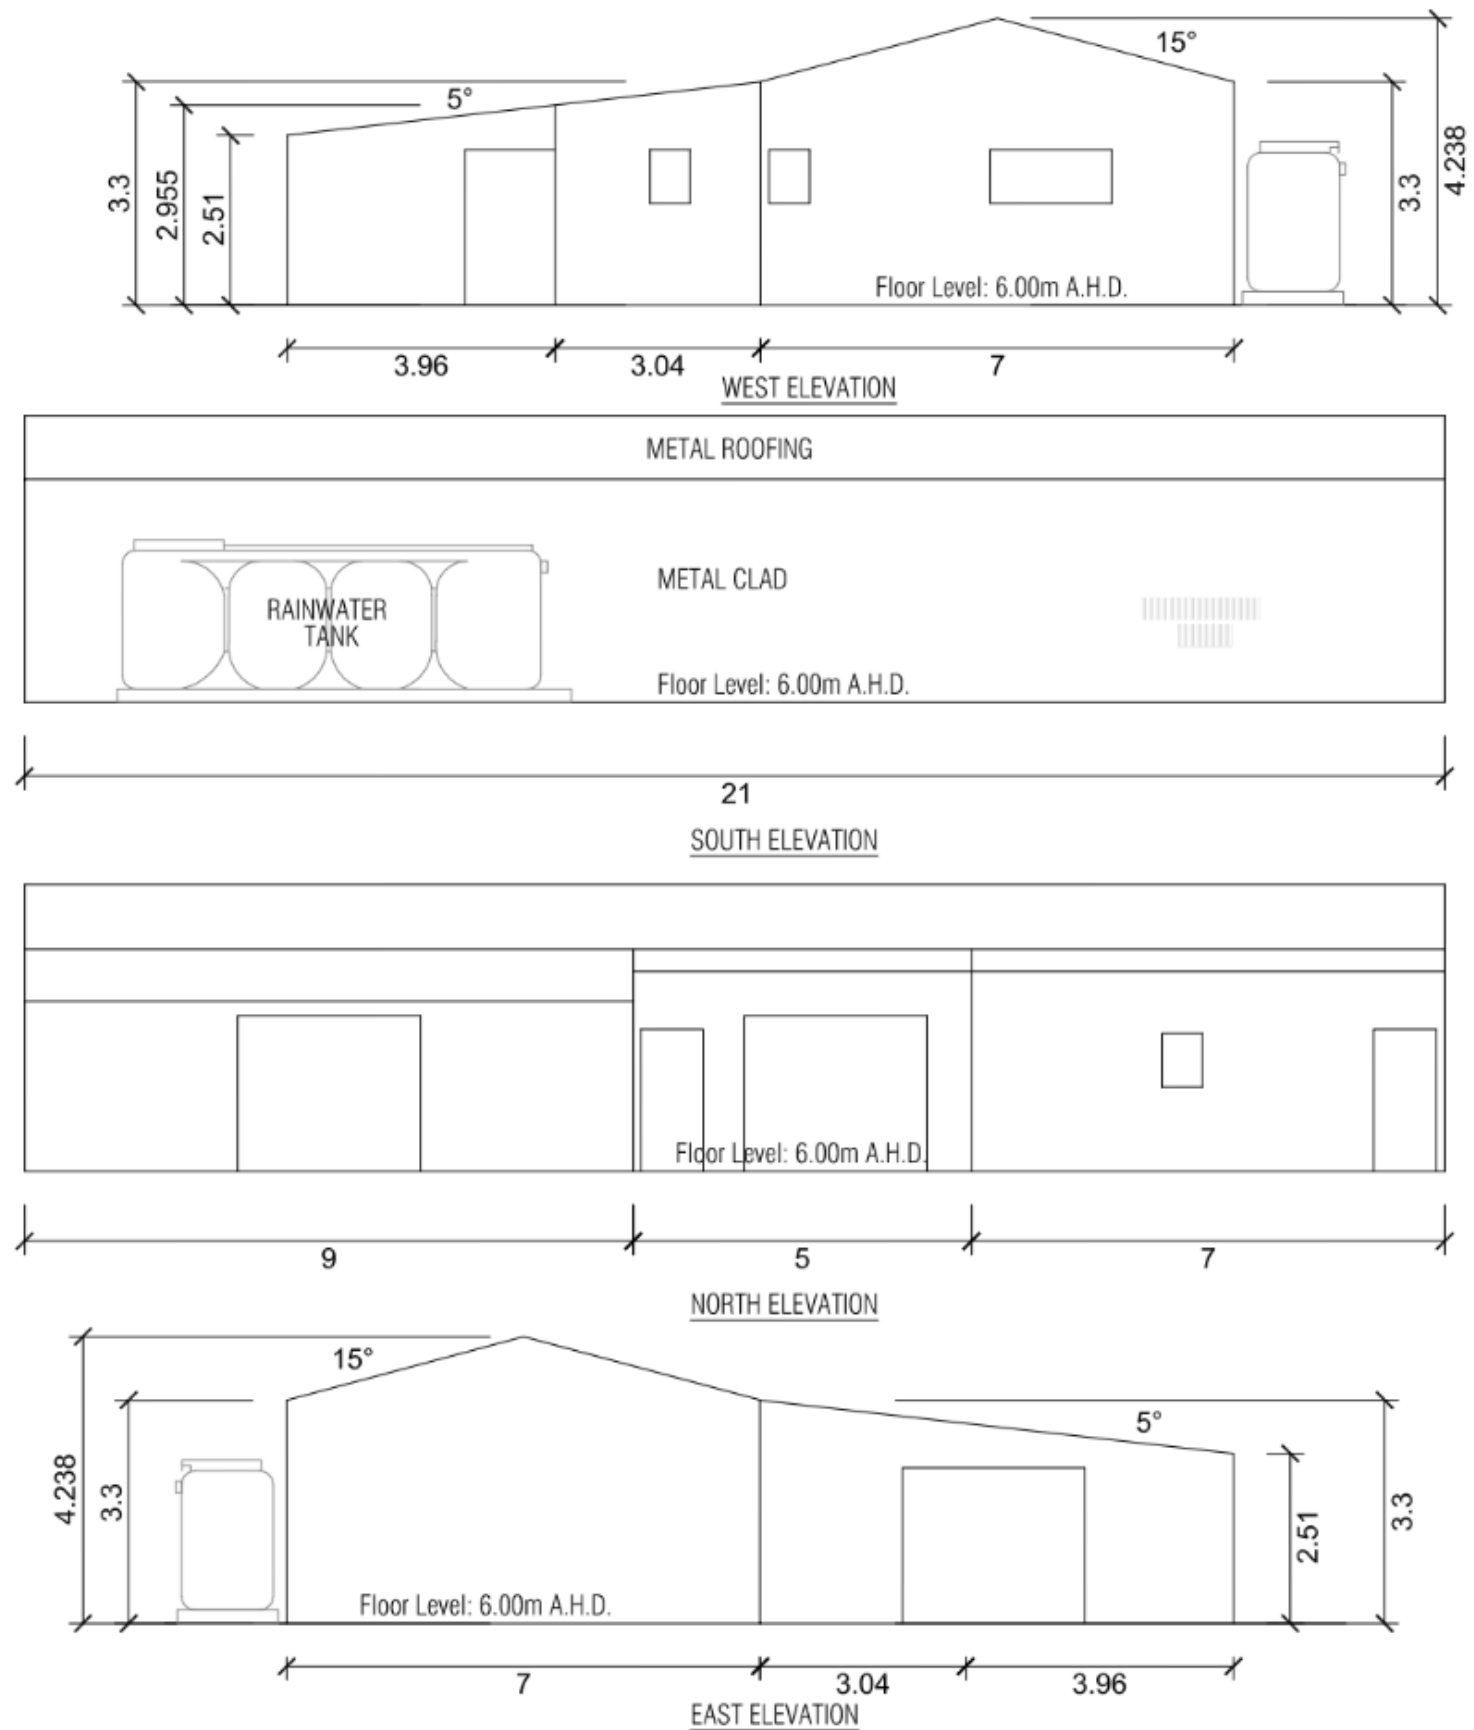 15°
5°
3.3
2.955
2.51
3.3
4.238
Floor Level: 6.00m A.H.D.
3.96
3.04
7
WEST ELEVATION
METAL ROOFING
METAL CLAD
RAINWATER
TANK
Floor Level: 6.00m A.H.D.
21
SOUTH ELEVATION
Floor Level: 6.00m A.H.D.
9
5
7
NORTH ELEVATION
15°
5°
4.238
3.3
2.51
3.3
Floor Level: 6.00m A.H.D.
7
3.04
3.96
EAST ELEVATION